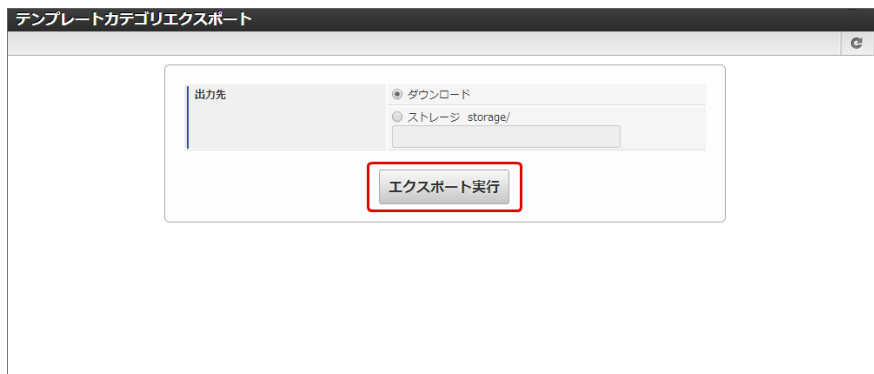 テンプレートカテゴリエクスポート
出力先
ダウンロード
ストレージ storage/
エクスポート実行